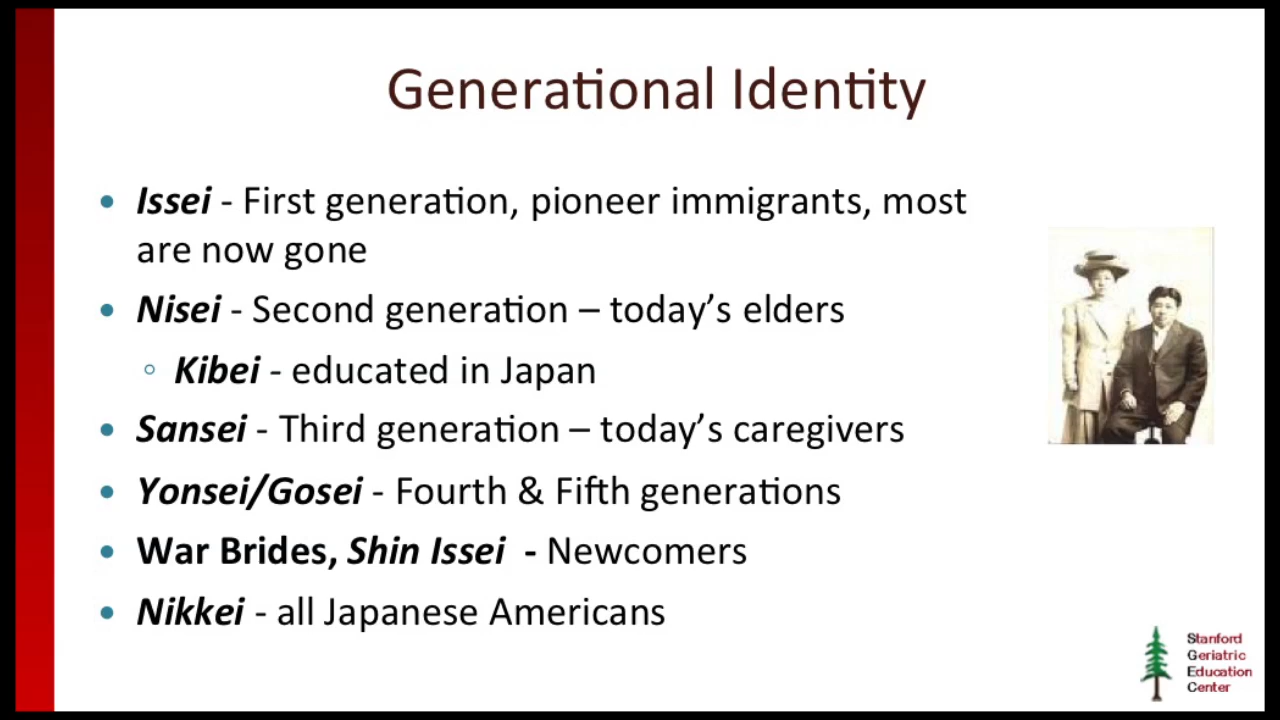 Generational Identity
• Issei - First generation, pioneer immigrants, most
are now gone
• Nisei - Second generation – today’s elders
◦ Kibei - educated in Japan
• Sansei - Third generation – today’s caregivers
• Yonsei/Gosei - Fourth & Fifth generations
• War Brides, Shin Issei - Newcomers
• Nikkei - all Japanese Americans
Stanford
Geriatric
Education
Center